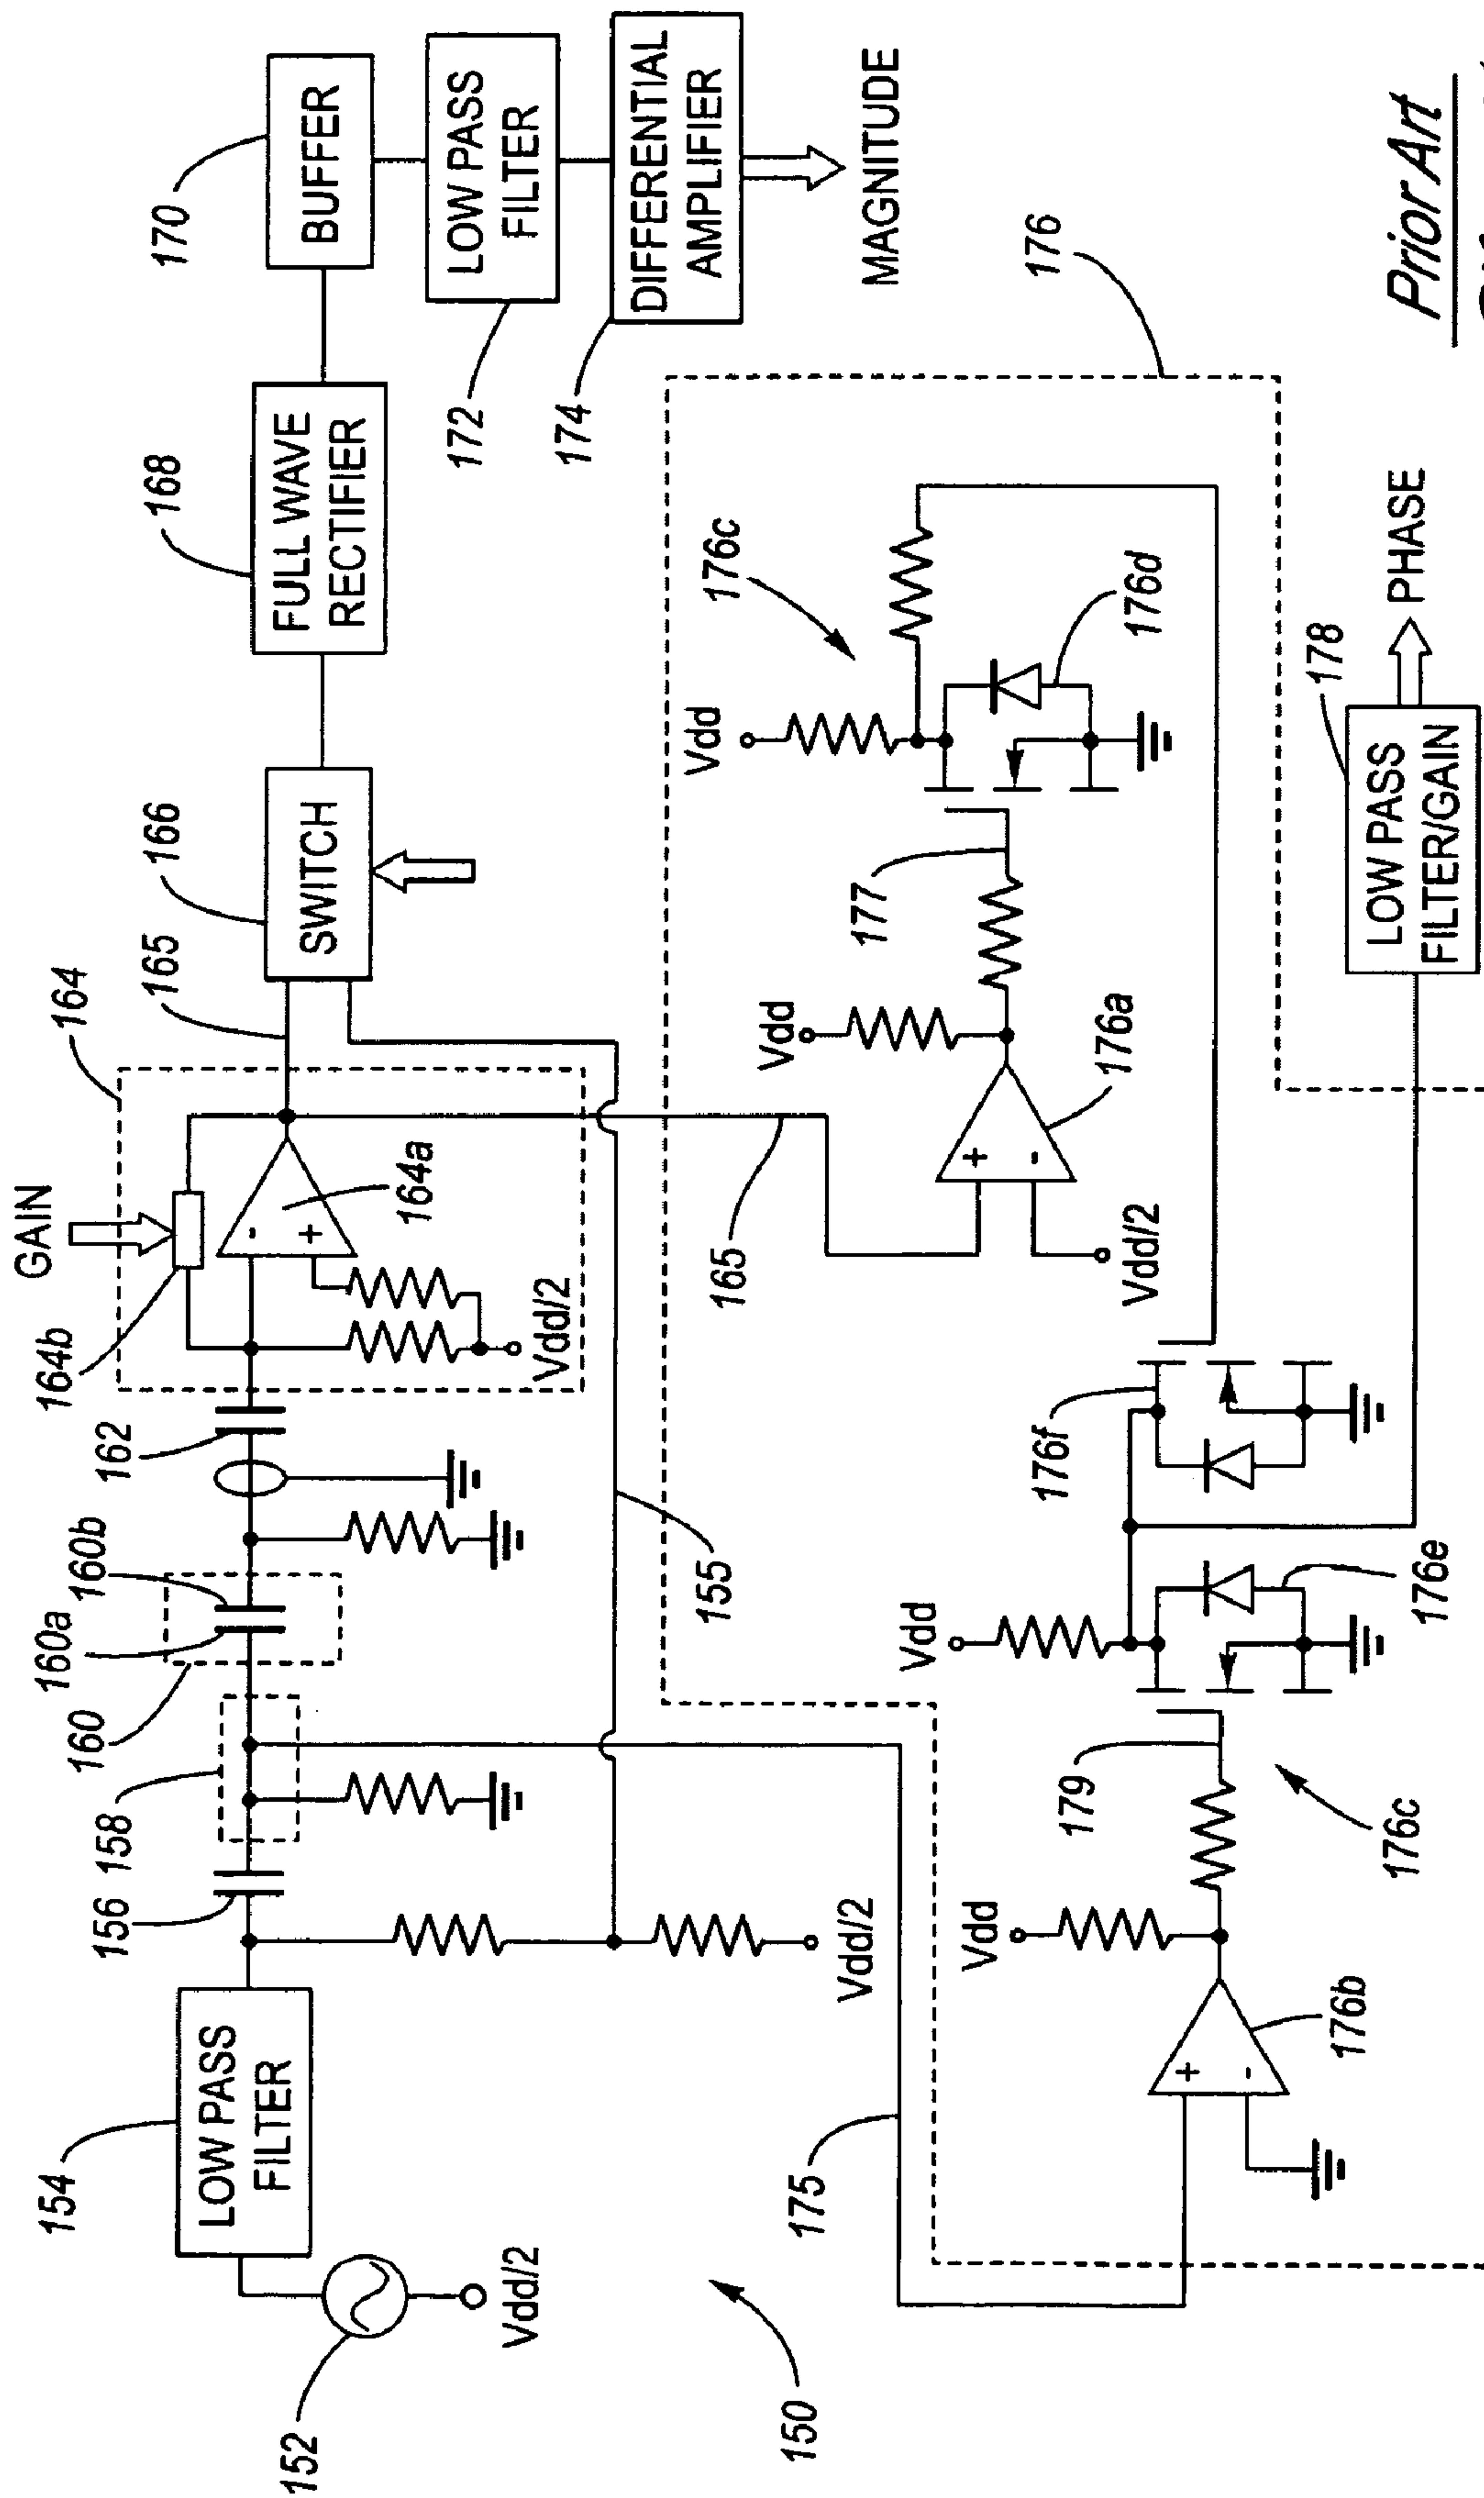 GAIN
164
164b
164a
Vdd/2
165
166
SWITCH
168
FULL WAVE
RECTIFIER
170
BUFFER
172
LOW PASS
FILTER
174
DIFFERENTIAL
AMPLIFIER
MAGNITUDE
154
LOW PASS
FILTER
152
Vdd/2
156
158
160
160a
160b
162
-
+
155
Vdd/2
150
175
165
176
176c
Vdd
176d
177
Vdd
176a
+
-
Vdd/2
176f
Vdd
176e
179
176c
Vdd
176b
+
-
178
LOW PASS
FILTER/GAIN
PHASE
Prior Art